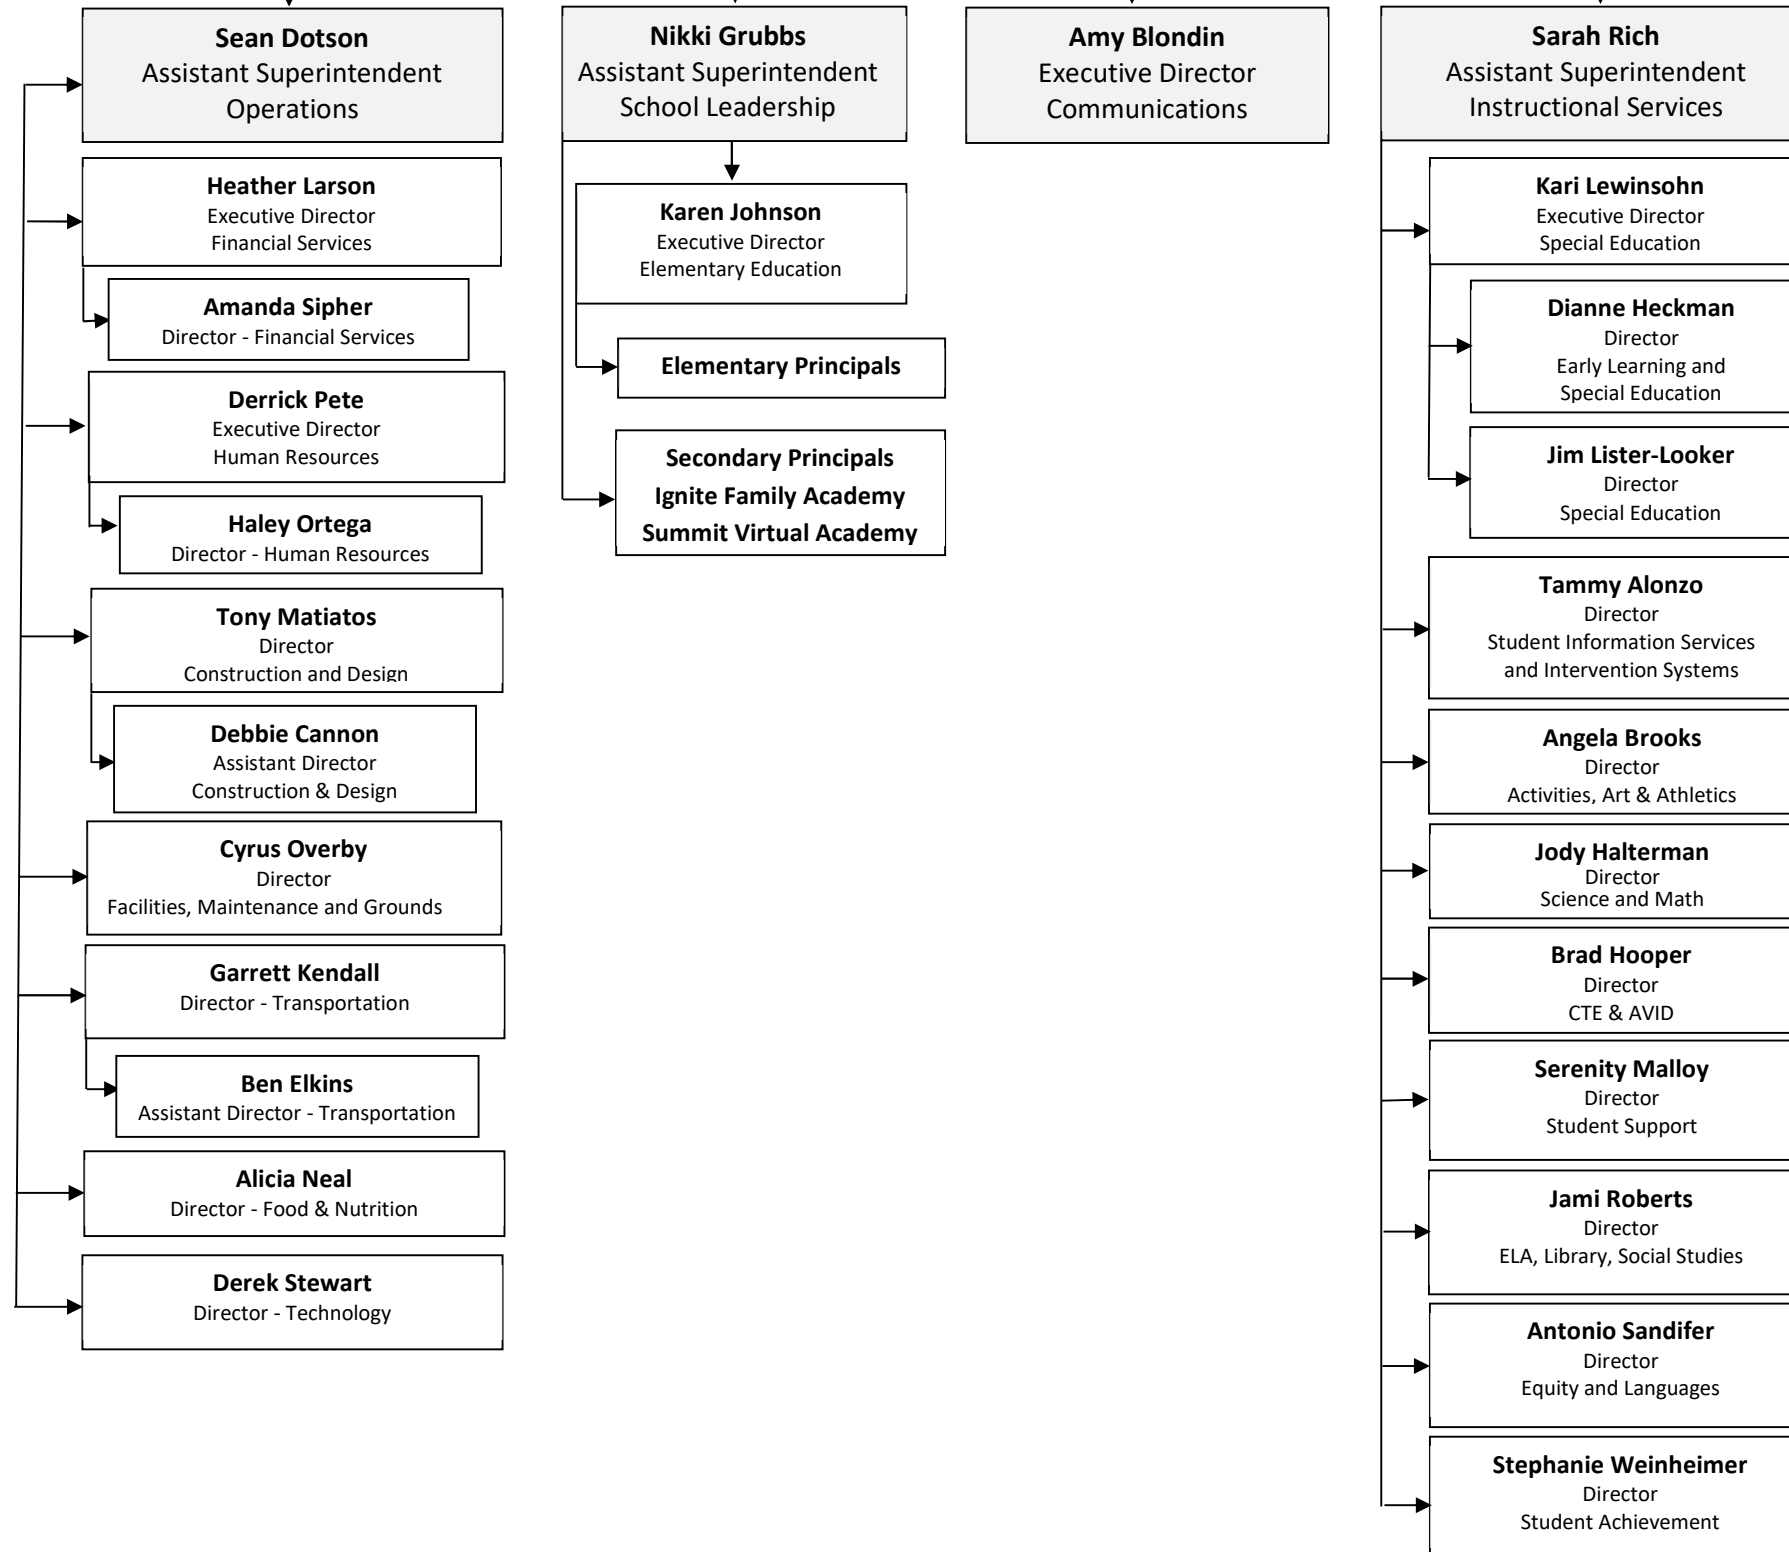 Sean Dotson
Assistant Superintendent
Operations
Heather Larson
Executive Director
Financial Services
Amanda Sipher
Director - Financial Services
Derrick Pete
Executive Director
Human Resources
Haley Ortega
Director - Human Resources
Tony Matiatos
Director
Construction and Design
Debbie Cannon
Assistant Director
Construction & Design
Cyrus Overby
Director
Facilities, Maintenance and Grounds
Garrett Kendall
Director - Transportation
Ben Elkins
Assistant Director - Transportation
Alicia Neal
Director - Food & Nutrition
Derek Stewart
Director - Technology
Nikki Grubbs
Assistant Superintendent
School Leadership
Karen Johnson
Executive Director
Elementary Education
Elementary Principals
Secondary Principals
Ignite Family Academy
Summit Virtual Academy
Amy Blondin
Executive Director
Communications
Sarah Rich
Assistant Superintendent
Instructional Services
Kari Lewinsohn
Executive Director
Special Education
Dianne Heckman
Director
Early Learning and
Special Education
Jim Lister-Looker
Director
Special Education
Tammy Alonzo
Director
Student Information Services
and Intervention Systems
Angela Brooks
Director
Activities, Art & Athletics
Jody Halterman
Director
Science and Math
Brad Hooper
Director
CTE & AVID
Serenity Malloy
Director
Student Support
Jami Roberts
Director
ELA, Library, Social Studies
Antonio Sandifer
Director
Equity and Languages
Stephanie Weinheimer
Director
Student Achievement